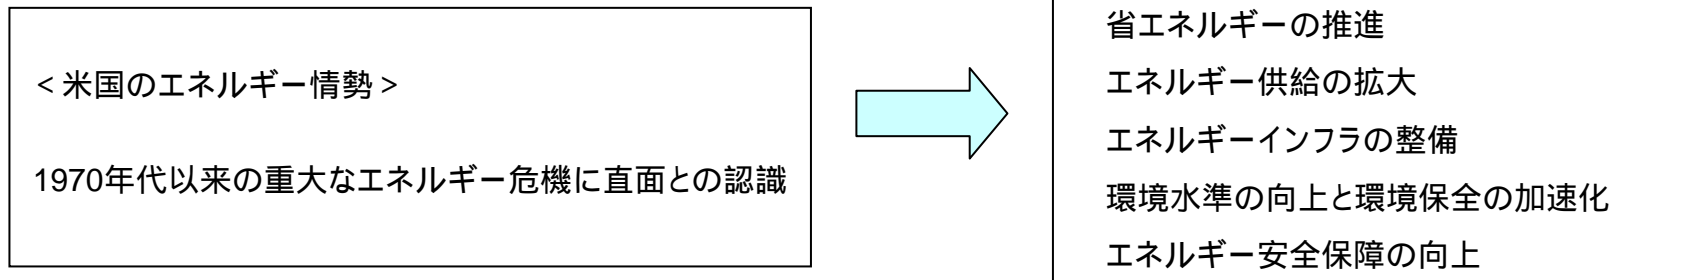 <米国のエネルギー情勢>
1970年代以来の重大なエネルギー危機に直面との認識
省エネルギーの推進
エネルギー供給の拡大
エネルギーインフラの整備
環境水準の向上と環境保全の加速化
エネルギー安全保障の向上